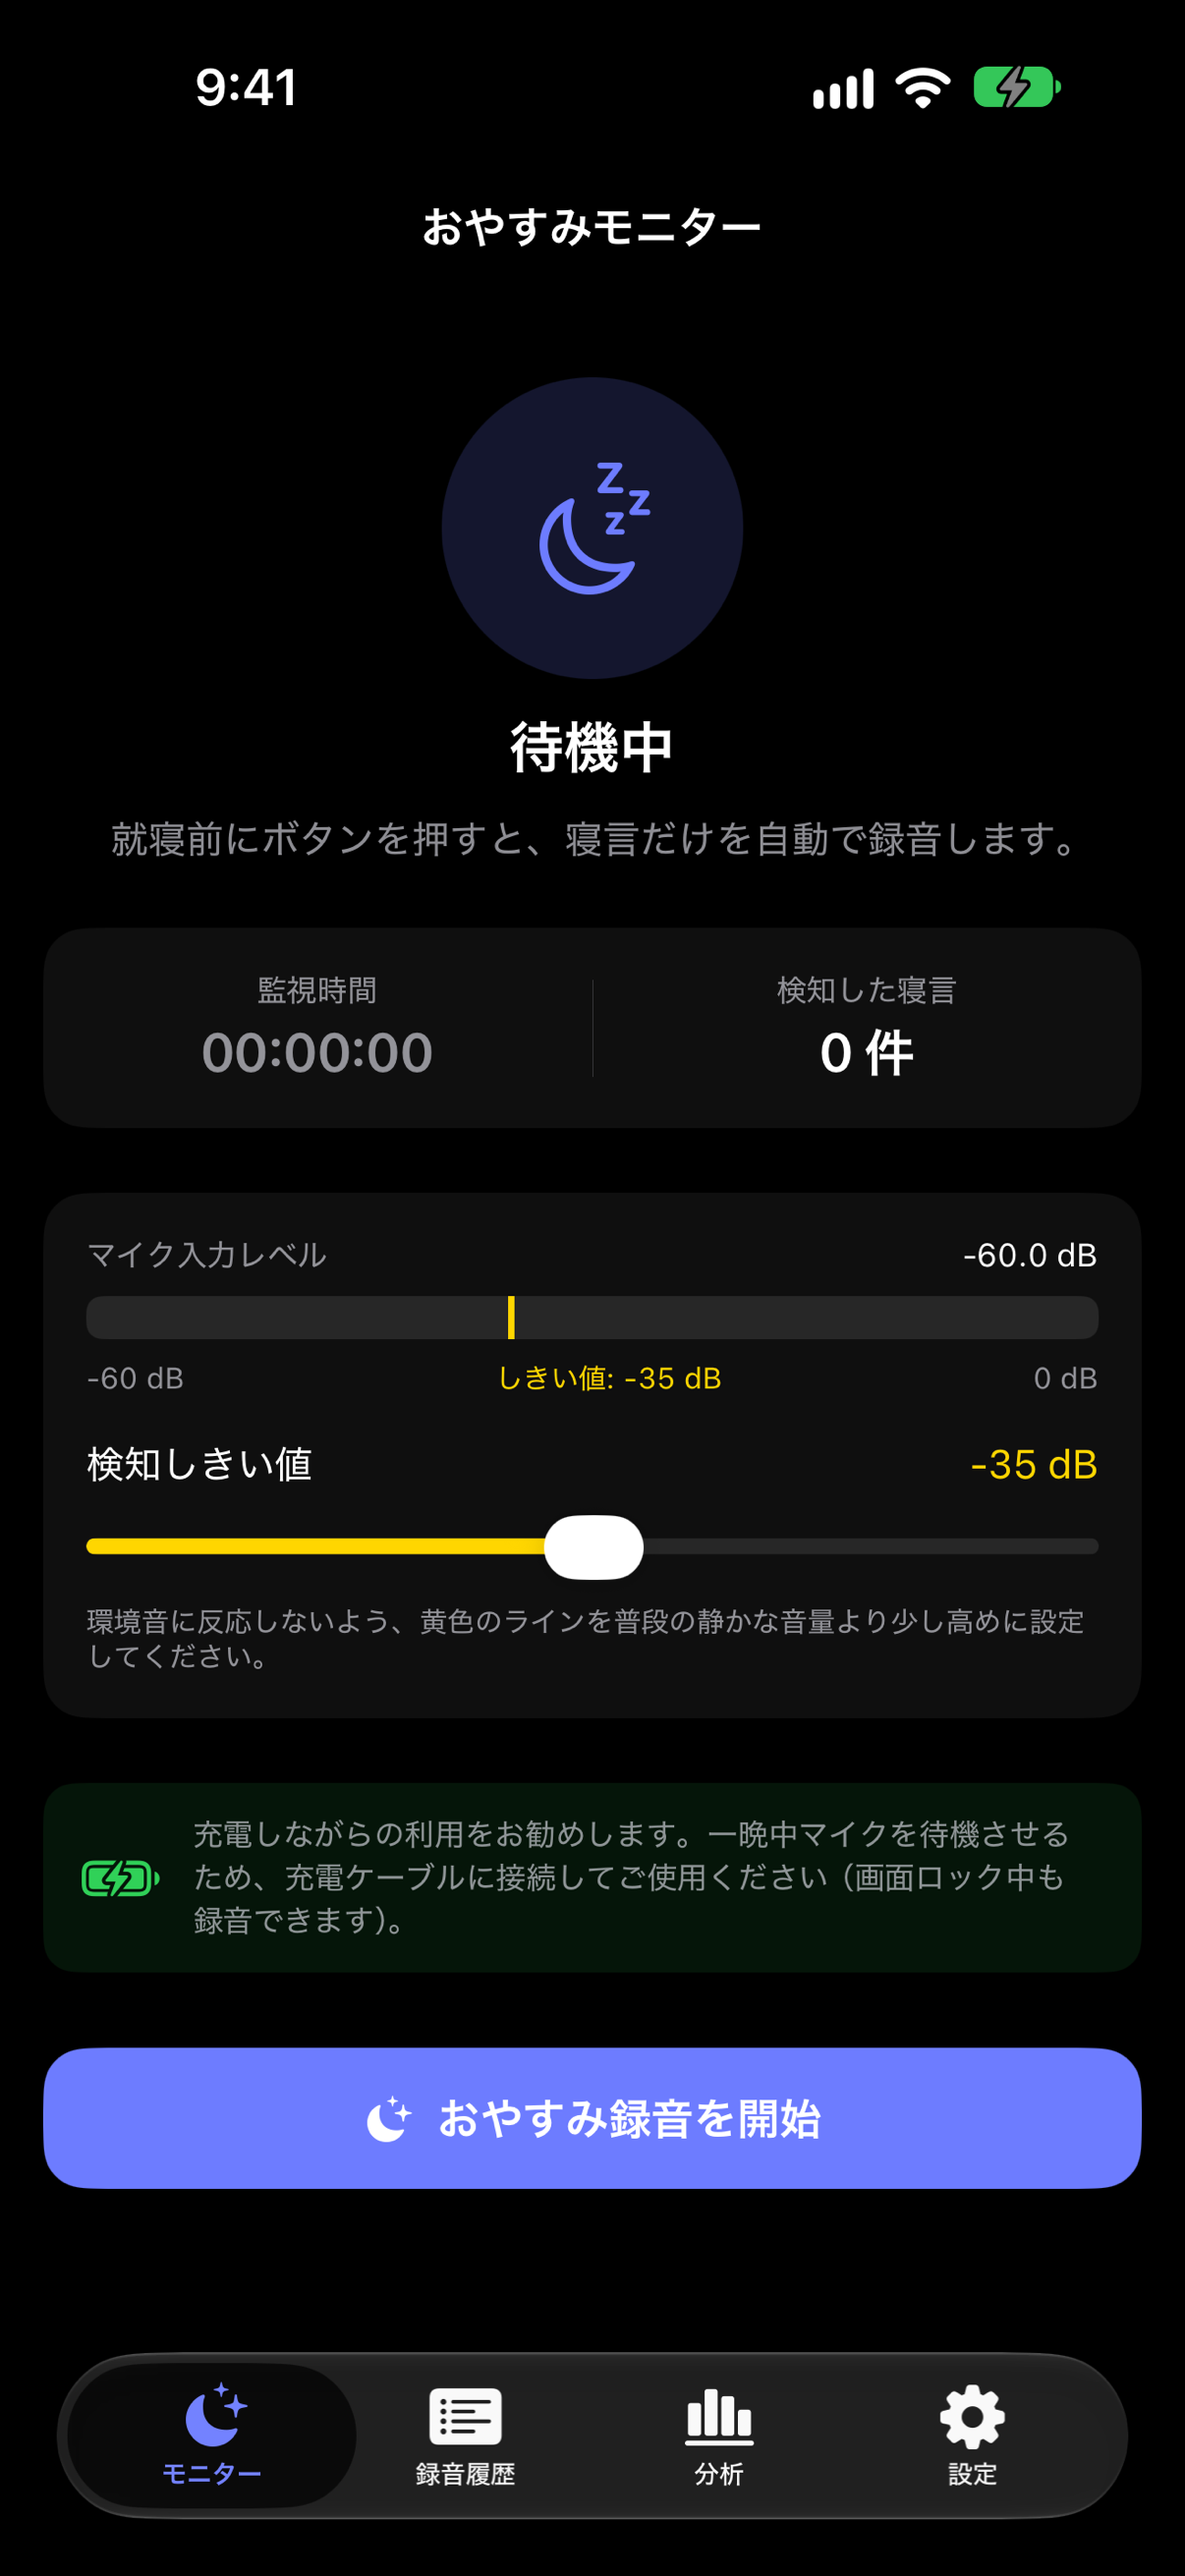 9:41
おやすみモニター
待機中
就寝前にボタンを押すと、寝言だけを自動で録音します。
監視時間
検知した寝言
00:00:00
0 件
マイク入力レベル
-60.0 dB
-60 dB
しきい値: -35 dB
0 dB
検知しきい値
-35 dB
環境音に反応しないよう、黄色のラインを普段の静かな音量より少し高めに設定
してください。
充電しながらの利用をお勧めします。一晩中マイクを待機させる
ため、充電ケーブルに接続してご使用ください（画面ロック中も
録音できます）。
おやすみ録音を開始
モニター
録音履歴
分析
設定